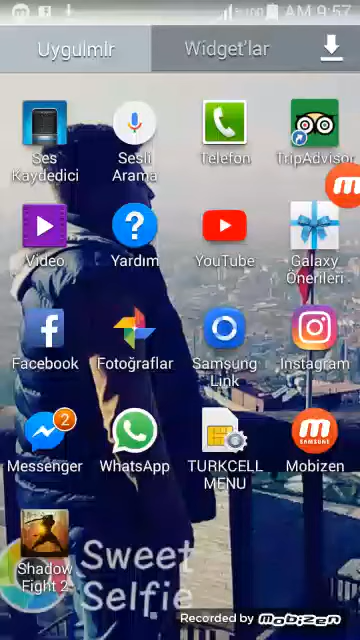 AM 9:57
Uygulmlr
Widget'lar
Ses Kaydedici
Sesli Arama
Telefon
TripAdvisor
Video
Yardım
YouTube
Galaxy Önerileri
Facebook
Fotoğraflar
Samsung Link
Instagram
2
Messenger
WhatsApp
TURKCELL MENU
SAMSUNG
Mobizen
Shadow Fight 2
Sweet Selfie
Recorded by MOBIZEN